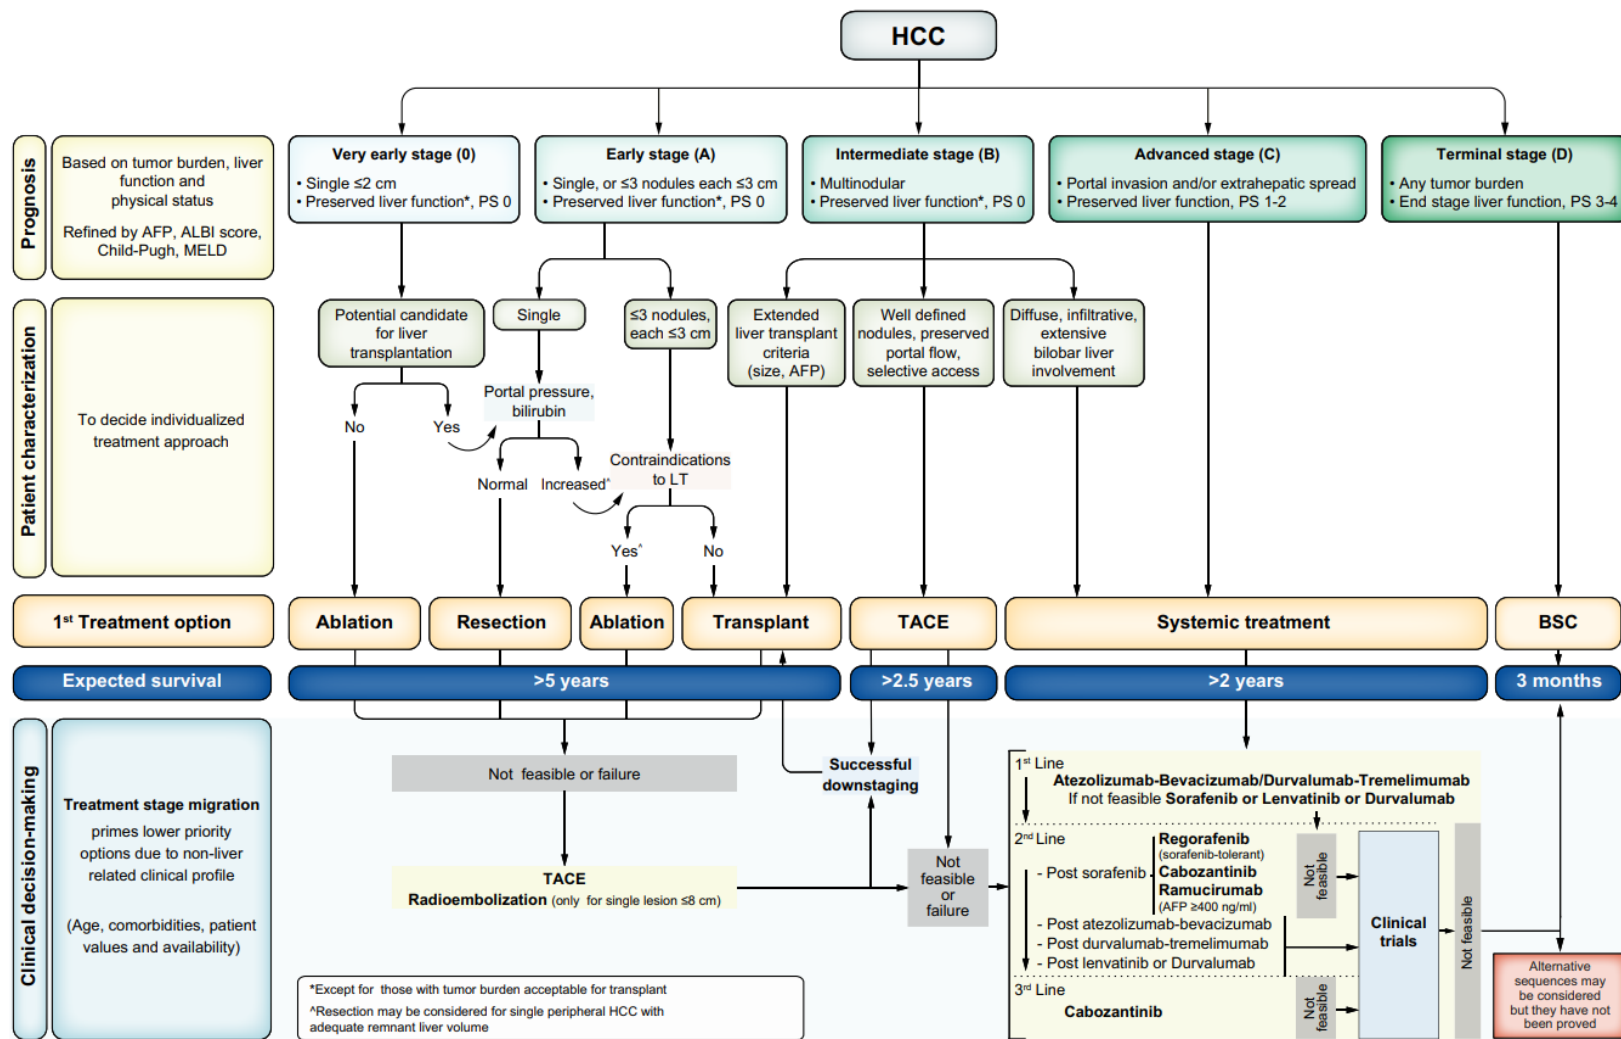 HCC
Prognosis
Based on tumor burden, liver
function and
physical status
Refined by AFP, ALBI score,
Child-Pugh, MELD
Very early stage (0)
• Single ≤2 cm
• Preserved liver function*, PS 0
Early stage (A)
• Single, or ≤3 nodules each ≤3 cm
• Preserved liver function*, PS 0
Intermediate stage (B)
• Multinodular
• Preserved liver function*, PS 0
Advanced stage (C)
• Portal invasion and/or extrahepatic spread
• Preserved liver function, PS 1-2
Terminal stage (D)
• Any tumor burden
• End stage liver function, PS 3-4
Patient characterization
To decide individualized
treatment approach
Potential candidate
for liver
transplantation
Single
≤3 nodules,
each ≤3 cm
Extended
liver transplant
criteria
(size, AFP)
Well defined
nodules, preserved
portal flow,
selective access
Diffuse, infiltrative,
extensive
bilobar liver
involvement
No
Yes
Portal pressure,
bilirubin
Normal
Increased^
Contraindications
to LT
Yes^
No
1st Treatment option
Ablation
Resection
Ablation
Transplant
TACE
Systemic treatment
BSC
Expected survival
>5 years
>2.5 years
>2 years
3 months
Clinical decision-making
Treatment stage migration
primes lower priority
options due to non-liver
related clinical profile
(Age, comorbidities, patient
values and availability)
Not feasible or failure
Successful
downstaging
TACE
Radioembolization (only for single lesion ≤8 cm)
Not
feasible
or
failure
1st Line
Atezolizumab-Bevacizumab/Durvalumab-Tremelimumab
If not feasible Sorafenib or Lenvatinib or Durvalumab
2nd Line
- Post sorafenib
Regorafenib
(sorafenib-tolerant)
Cabozantinib
Ramucirumab
(AFP ≥400 ng/ml)
Not
feasible
- Post atezolizumab-bevacizumab
- Post durvalumab-tremelimumab
- Post lenvatinib or Durvalumab
Clinical
trials
Not feasible
3rd Line
Cabozantinib
Not
feasible
Alternative
sequences may
be considered
but they have not
been proved
*Except for those with tumor burden acceptable for transplant
^Resection may be considered for single peripheral HCC with
adequate remnant liver volume